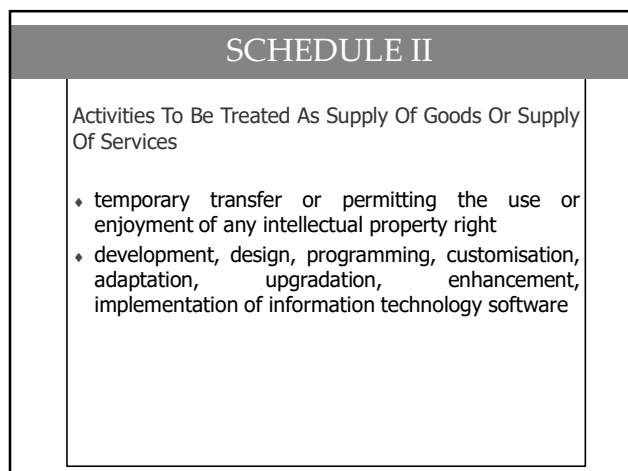 SCHEDULE II
Activities To Be Treated As Supply Of Goods Or Supply
Of Services
♦ temporary transfer or permitting the use or
enjoyment of any intellectual property right
♦ development, design, programming, customisation,
adaptation, upgradation, enhancement,
implementation of information technology software